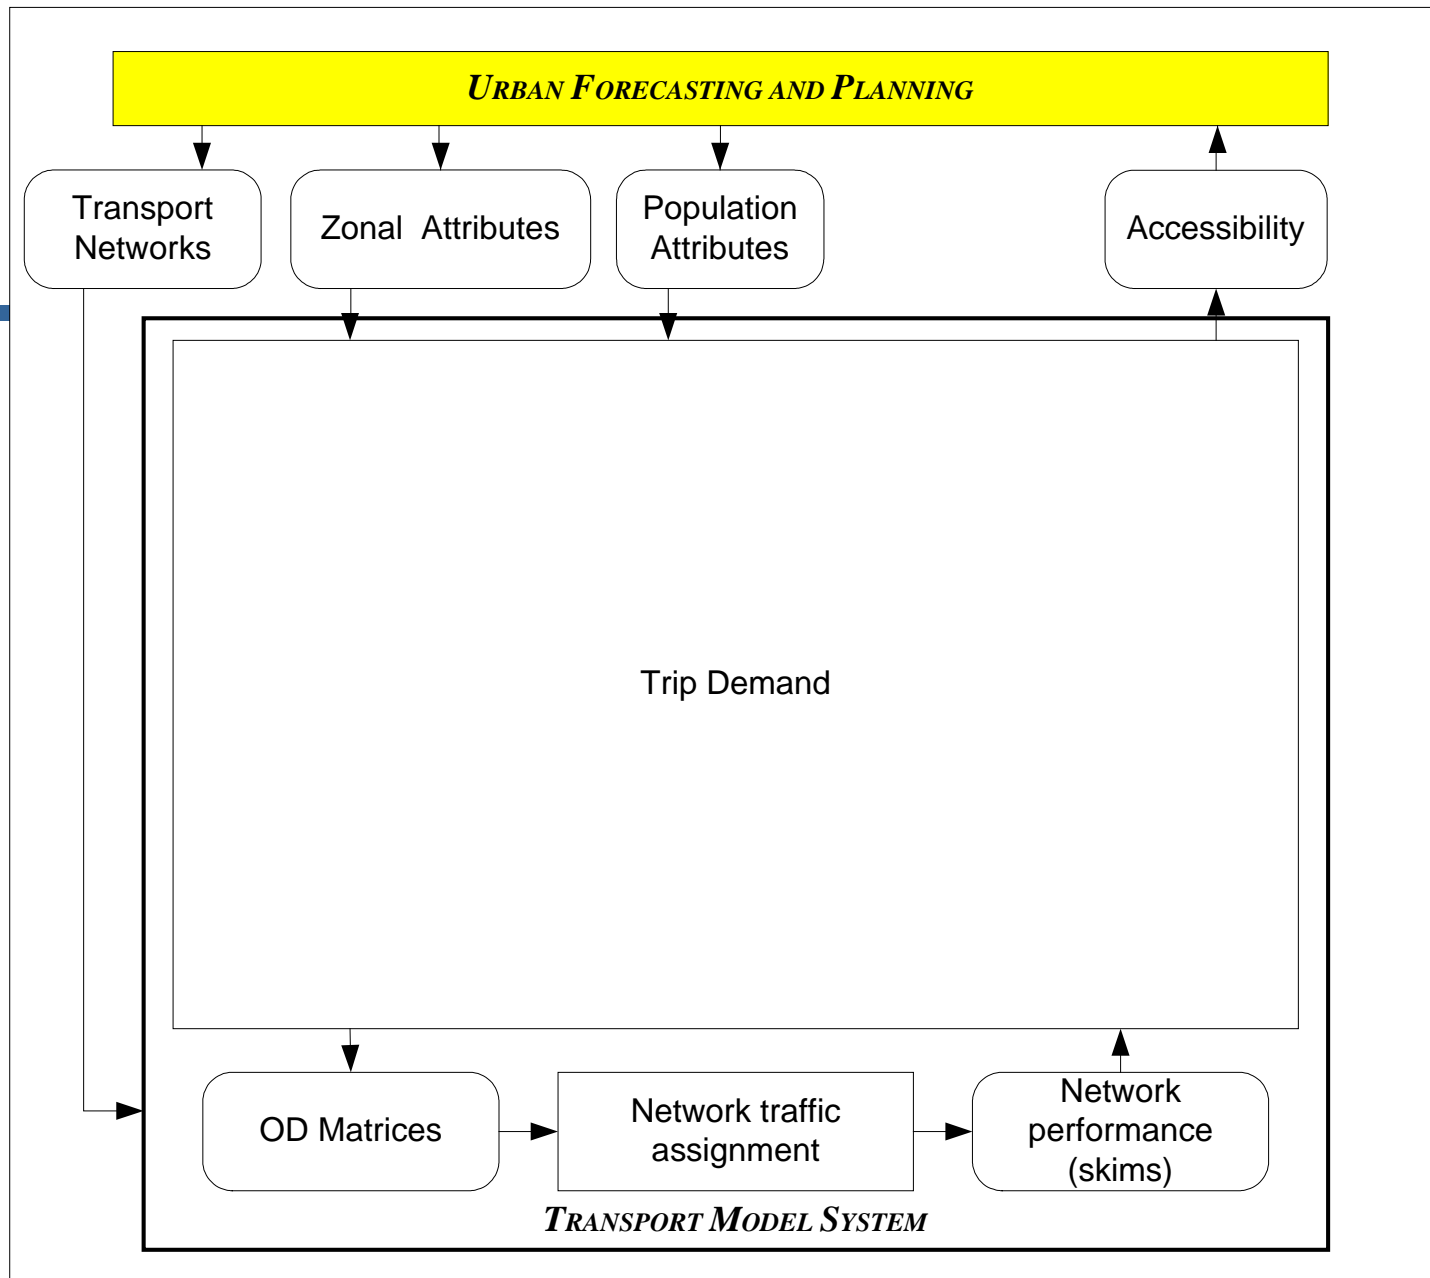 URBAN FORECASTING AND PLANNING
Transport
Networks
Zonal Attributes
Population
Attributes
Accessibility
Trip Demand
OD Matrices
Network traffic
assignment
Network
performance
(skims)
TRANSPORT MODEL SYSTEM